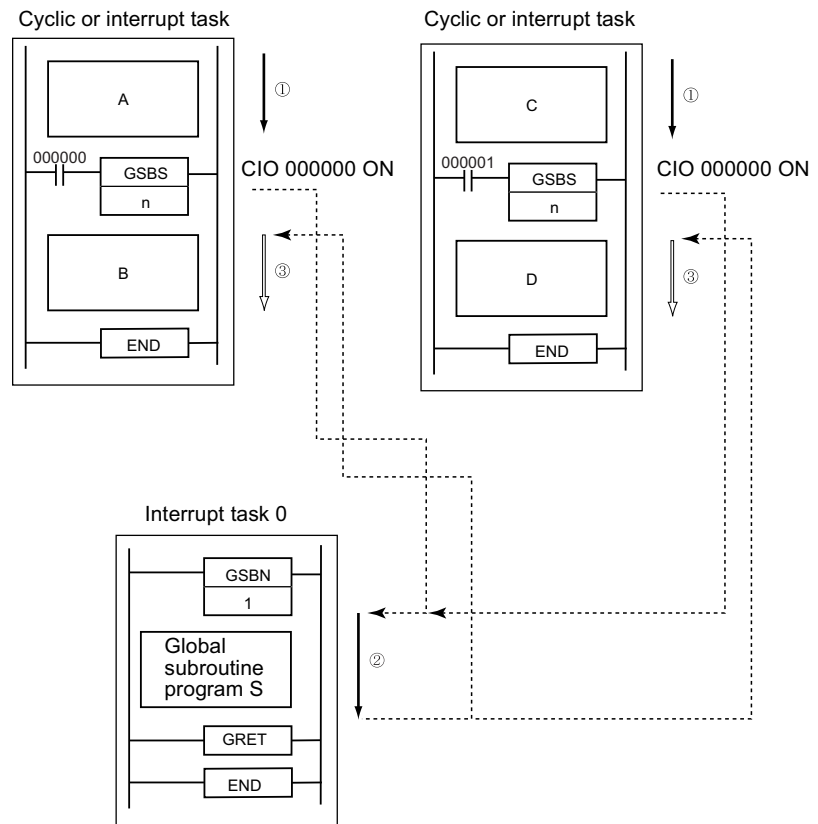 Cyclic or interrupt task
A
①
000000
GSBS
n
CIO 000000 ON
B
③
END
Cyclic or interrupt task
C
①
000001
GSBS
n
CIO 000000 ON
D
③
END
Interrupt task 0
GSBN
1
Global
subroutine
program S
②
GRET
END